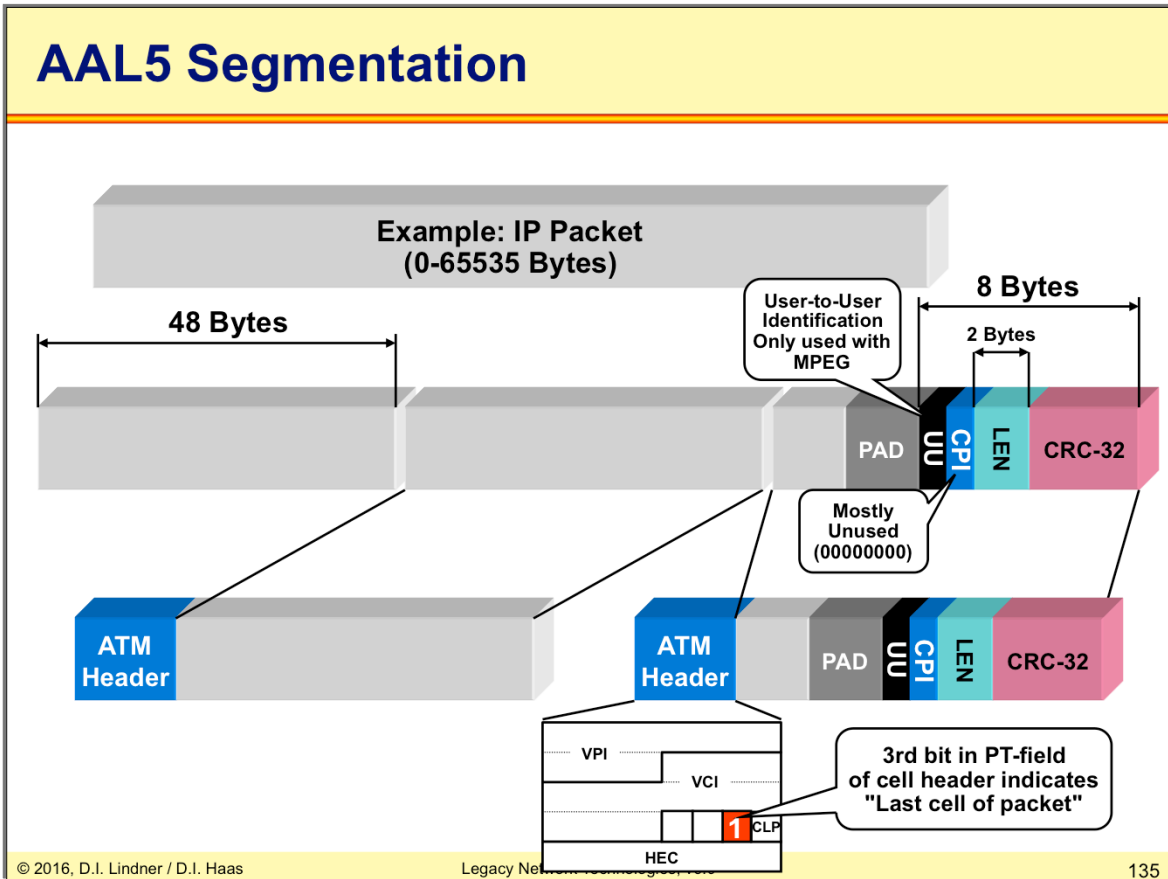 AAL5 Segmentation
Example: IP Packet
(0-65535 Bytes)
48 Bytes
User-to-User
Identification
Only used with
MPEG
8 Bytes
2 Bytes
PAD
UU
CPI
LEN
CRC-32
Mostly
Unused
(00000000)
ATM
Header
ATM
Header
PAD
UU
CPI
LEN
CRC-32
VPI
VCI
1
CLP
HEC
3rd bit in PT-field
of cell header indicates
"Last cell of packet"
© 2016, D.I. Lindner / D.I. Haas
Legacy
135